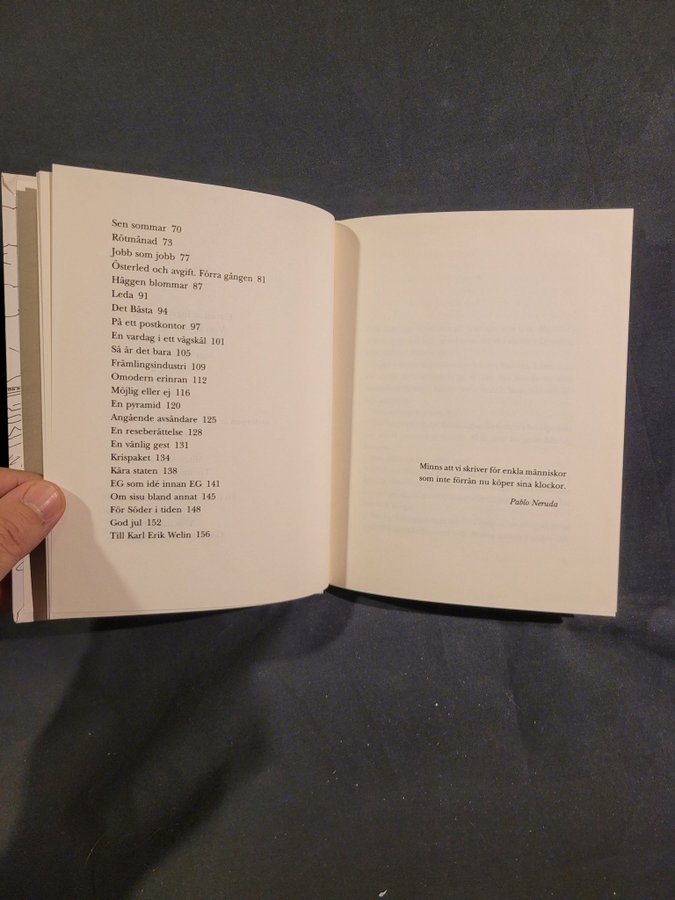 Sen sommar 70
Rötmånad 73
Jobb som jobb 77
Österled och avgift. Förra gången 81
Häggen blommar 87
Leda 91
Det Bästa 94
På ett postkontor 97
En vardag i ett vägskäl 101
Så är det bara 105
Främlingsindustri 109
Omodern erinran 112
Möjlig eller ej 116
En pyramid 120
Angående avsändare 125
En reseberättelse 128
En vänlig gest 131
Krispaket 134
Kära staten 138
EG som idé innan EG 141
Om sisu bland annat 145
För Söder i tiden 148
God jul 152
Till Karl Erik Welin 156
Minns att vi skriver för enkla människor
som inte förrän nu köper sina klockor.
Pablo Neruda